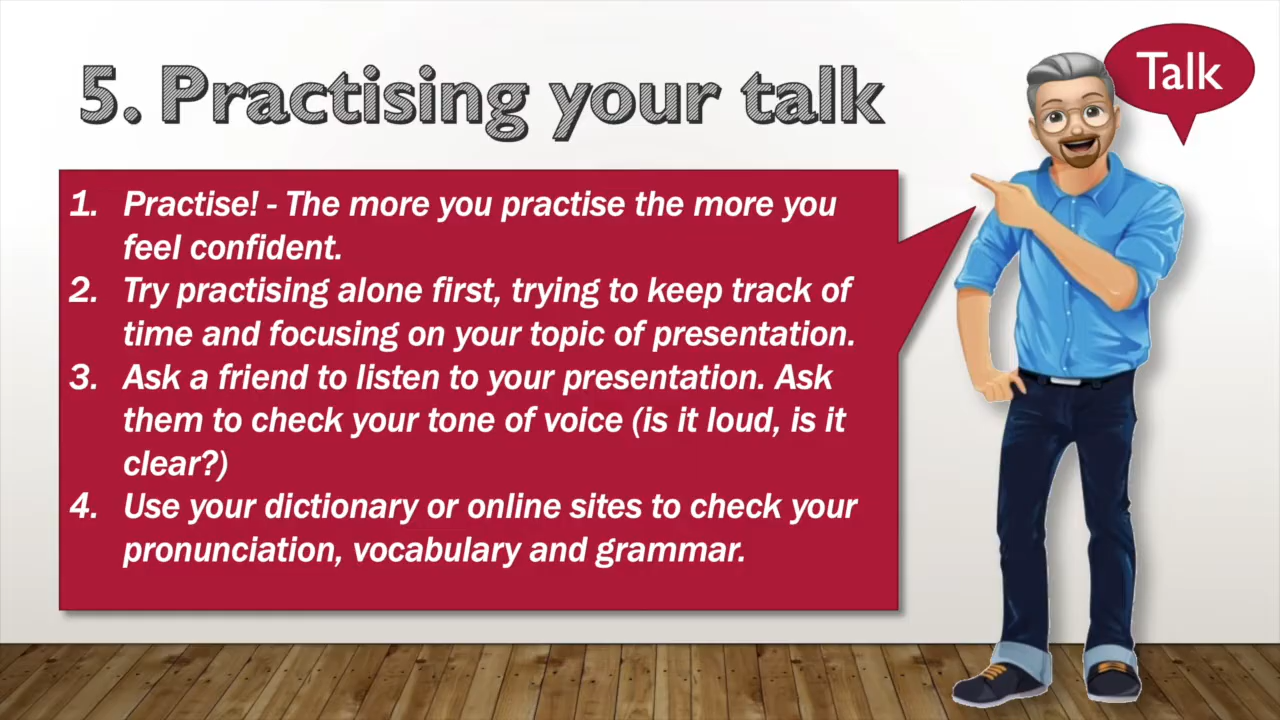 5. Practising your talk
Talk
1. Practise! - The more you practise the more you
feel confident.
2. Try practising alone first, trying to keep track of
time and focusing on your topic of presentation.
3. Ask a friend to listen to your presentation. Ask
them to check your tone of voice (is it loud, is it
clear?)
4. Use your dictionary or online sites to check your
pronunciation, vocabulary and grammar.